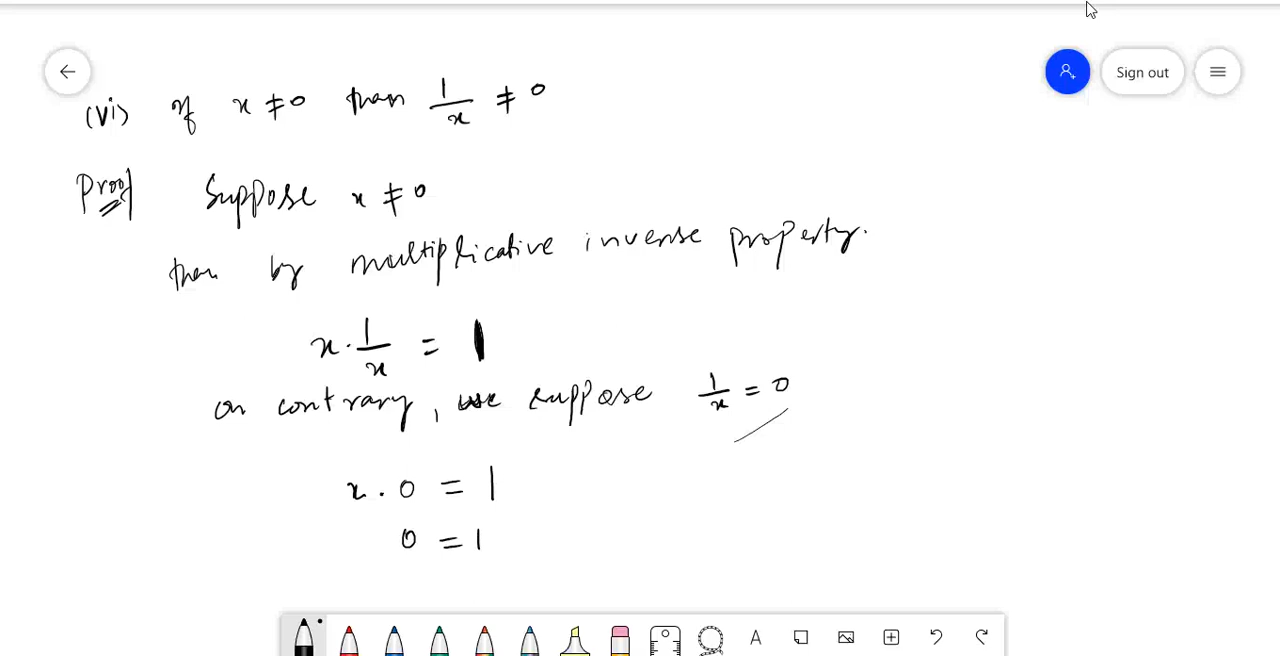 Sign out
(vi) if x ≠ 0 then 1/x ≠ 0
Proof Suppose x ≠ 0
then by multiplicative inverse property.
x . 1/x = 1
on contrary, we suppose 1/x = 0
x . 0 = 1
0 = 1
A